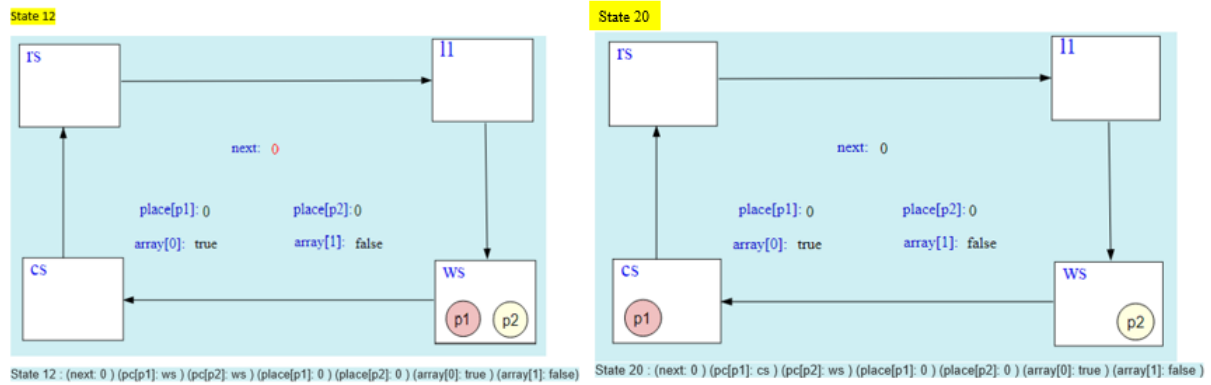 State 12
rs
ll
next: 0
place[p1]: 0
place[p2]:0
array[0]: true
array[1]: false
cs
ws
p1
p2
State 12 : (next: 0 ) (pc[p1]: ws ) (pc[p2]: ws ) (place[p1]: 0 ) (place[p2]: 0 ) (array[0]: true ) (array[1]: false)
State 20
rs
ll
next: 0
place[p1]: 0
place[p2]: 0
array[0]: true
array[1]: false
cs
ws
p1
p2
State 20 : (next: 0 ) (pc[p1]: cs ) (pc[p2]: ws ) (place[p1]: 0 ) (place[p2]: 0 ) (array[0]: true ) (array[1]: false )